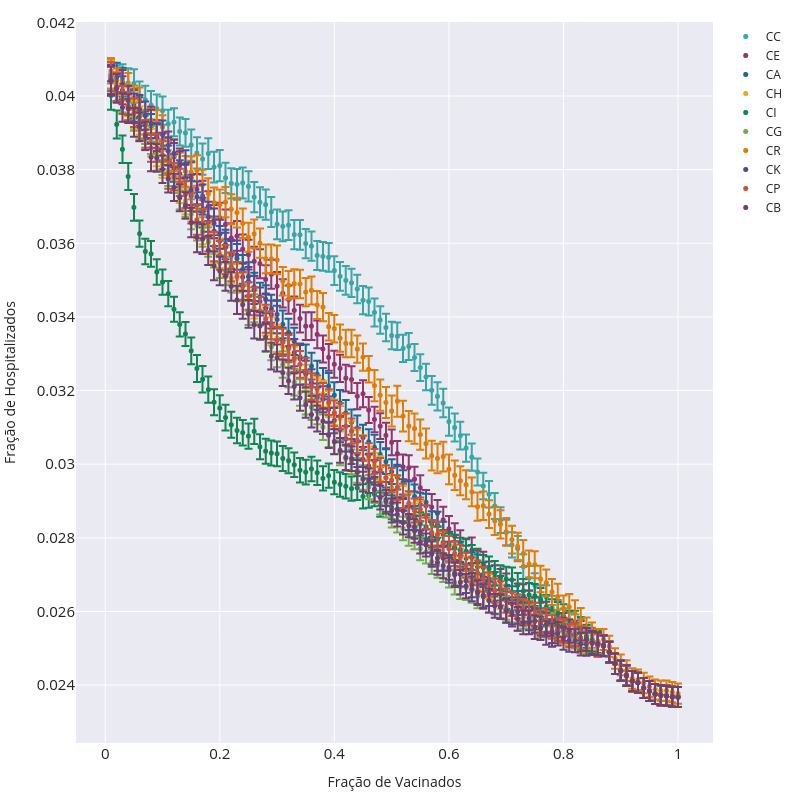 0.042
0.04
0.038
0.036
0.034
0.032
0.03
0.028
0.026
0.024
0
0.2
0.4
0.6
0.8
1
Fração de Vacinados
Fração de Hospitalizados
CC
CE
CA
CH
CI
CG
CR
CK
CP
CB